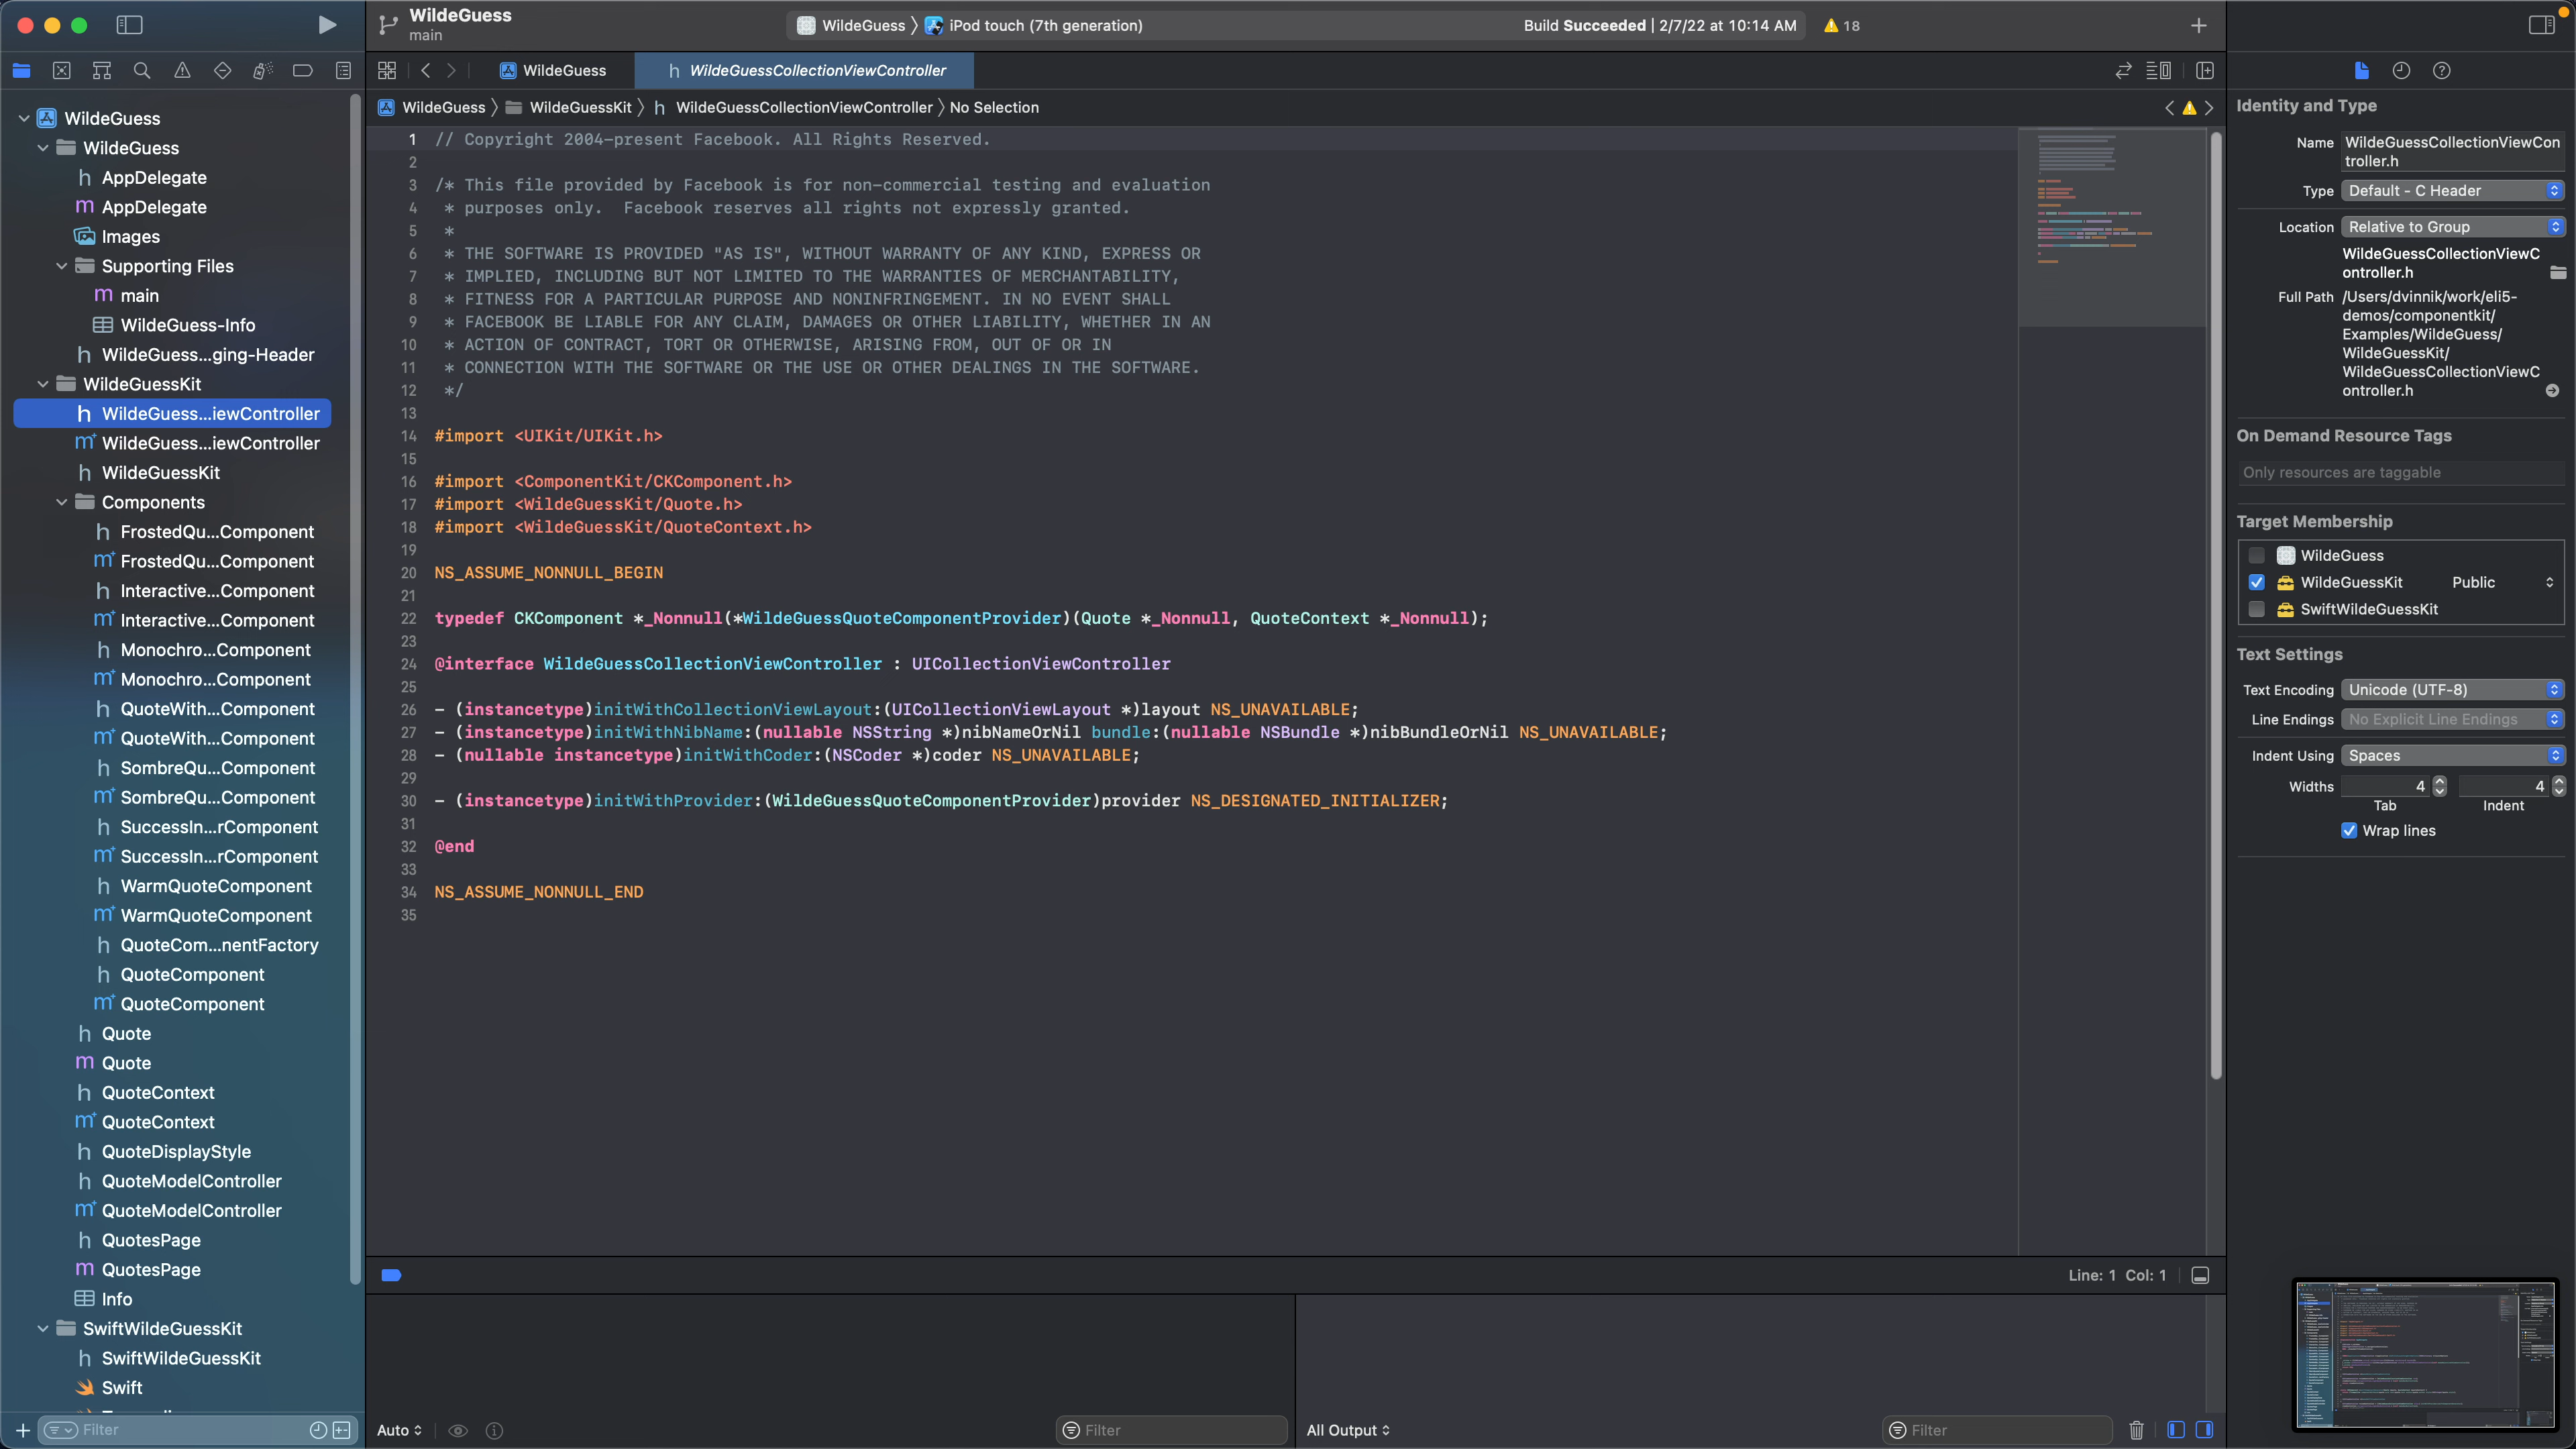 WildeGuess
main
WildeGuess
iPod touch (7th generation)
Build Succeeded | 2/7/22 at 10:14 AM
18
WildeGuess
WildeGuessCollectionViewController
WildeGuess
WildeGuessKit
WildeGuessCollectionViewController
No Selection
WildeGuess
WildeGuess
AppDelegate
AppDelegate
Images
Supporting Files
main
WildeGuess-Info
WildeGuess...ging-Header
WildeGuessKit
WildeGuess...iewController
WildeGuess...iewController
WildeGuessKit
Components
FrostedQu...Component
FrostedQu...Component
Interactive...Component
Interactive...Component
Monochro...Component
Monochro...Component
QuoteWith...Component
QuoteWith...Component
SombreQu...Component
SombreQu...Component
SuccessIn...rComponent
SuccessIn...rComponent
WarmQuoteComponent
WarmQuoteComponent
QuoteCom...nentFactory
QuoteComponent
QuoteComponent
Quote
Quote
QuoteContext
QuoteContext
QuoteDisplayStyle
QuoteModelController
QuoteModelController
QuotesPage
QuotesPage
Info
SwiftWildeGuessKit
SwiftWildeGuessKit
Swift
Filter
1 // Copyright 2004-present Facebook. All Rights Reserved.
2
3 /* This file provided by Facebook is for non-commercial testing and evaluation
4 * purposes only.  Facebook reserves all rights not expressly granted.
5 *
6 * THE SOFTWARE IS PROVIDED "AS IS", WITHOUT WARRANTY OF ANY KIND, EXPRESS OR
7 * IMPLIED, INCLUDING BUT NOT LIMITED TO THE WARRANTIES OF MERCHANTABILITY,
8 * FITNESS FOR A PARTICULAR PURPOSE AND NONINFRINGEMENT. IN NO EVENT SHALL
9 * FACEBOOK BE LIABLE FOR ANY CLAIM, DAMAGES OR OTHER LIABILITY, WHETHER IN AN
10 * ACTION OF CONTRACT, TORT OR OTHERWISE, ARISING FROM, OUT OF OR IN
11 * CONNECTION WITH THE SOFTWARE OR THE USE OR OTHER DEALINGS IN THE SOFTWARE.
12 */
13
14 #import <UIKit/UIKit.h>
15
16 #import <ComponentKit/CKComponent.h>
17 #import <WildeGuessKit/Quote.h>
18 #import <WildeGuessKit/QuoteContext.h>
19
20 NS_ASSUME_NONNULL_BEGIN
21
22 typedef CKComponent *_Nonnull(*WildeGuessQuoteComponentProvider)(Quote *_Nonnull, QuoteContext *_Nonnull);
23
24 @interface WildeGuessCollectionViewController : UICollectionViewController
25
26 - (instancetype)initWithCollectionViewLayout:(UICollectionViewLayout *)layout NS_UNAVAILABLE;
27 - (instancetype)initWithNibName:(nullable NSString *)nibNameOrNil bundle:(nullable NSBundle *)nibBundleOrNil NS_UNAVAILABLE;
28 - (nullable instancetype)initWithCoder:(NSCoder *)coder NS_UNAVAILABLE;
29
30 - (instancetype)initWithProvider:(WildeGuessQuoteComponentProvider)provider NS_DESIGNATED_INITIALIZER;
31
32 @end
33
34 NS_ASSUME_NONNULL_END
35
Line: 1 Col: 1
Auto
Filter
All Output
Filter
Identity and Type
Name WildeGuessCollectionViewCon
troller.h
Type Default - C Header
Location Relative to Group
WildeGuessCollectionViewC
ontroller.h
Full Path /Users/dvinnik/work/eli5-
demos/componentkit/
Examples/WildeGuess/
WildeGuessKit/
WildeGuessCollectionViewC
ontroller.h
On Demand Resource Tags
Only resources are taggable
Target Membership
WildeGuess
WildeGuessKit Public
SwiftWildeGuessKit
Text Settings
Text Encoding Unicode (UTF-8)
Line Endings No Explicit Line Endings
Indent Using Spaces
Widths 4 4
Tab Indent
Wrap lines